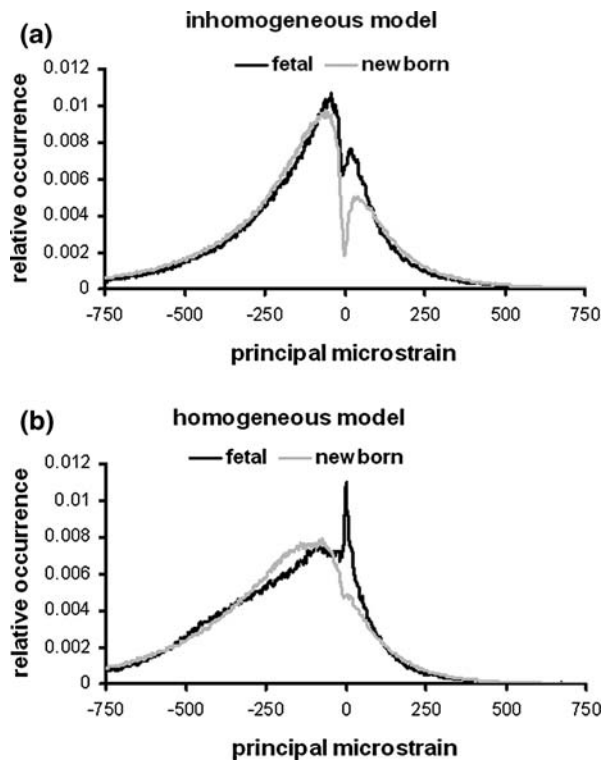 (a) inhomogeneous model
fetal newborn
relative occurrence
0.012
0.01
0.008
0.006
0.004
0.002
0
-750 -500 -250 0 250 500 750
principal microstrain
(b) homogeneous model
fetal newborn
relative occurrence
0.012
0.01
0.008
0.006
0.004
0.002
0
-750 -500 -250 0 250 500 750
principal microstrain